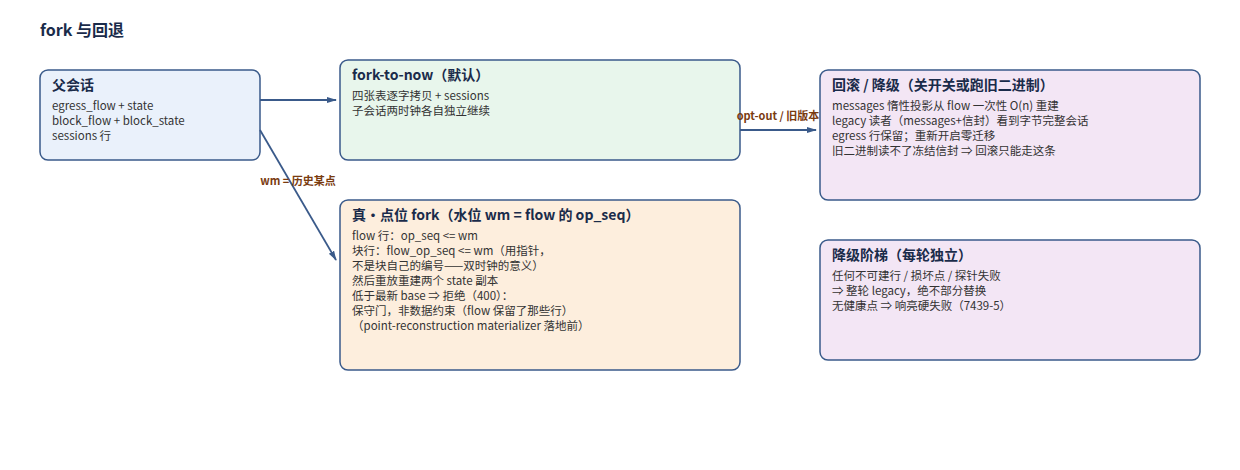 fork 与回退
父会话
egress_flow + state
block_flow + block_state
sessions 行
fork-to-now（默认）
四张表逐字拷贝 + sessions
子会话两时钟各自独立继续
opt-out / 旧版本
回滚 / 降级（关开关或跑旧二进制）
messages 惰性投影从 flow 一次性 O(n) 重建
legacy 读者（messages+信封）看到字节完整会话
egress 行保留；重新开启零迁移
旧二进制读不了冻结信封 ⇒ 回滚只能走这条
wm = 历史某点
真・点位 fork（水位 wm = flow 的 op_seq）
flow 行：op_seq <= wm
块行：flow_op_seq <= wm（用指针，
不是块自己的编号——双时钟的意义）
然后重放重建两个 state 副本
低于最新 base ⇒ 拒绝（400）：
保守门，非数据约束（flow 保留了那些行）
（point-reconstruction materializer 落地前）
降级阶梯（每轮独立）
任何不可建行 / 损坏点 / 探针失败
⇒ 整轮 legacy，绝不部分替换
无健康点 ⇒ 响亮硬失败（7439-5）